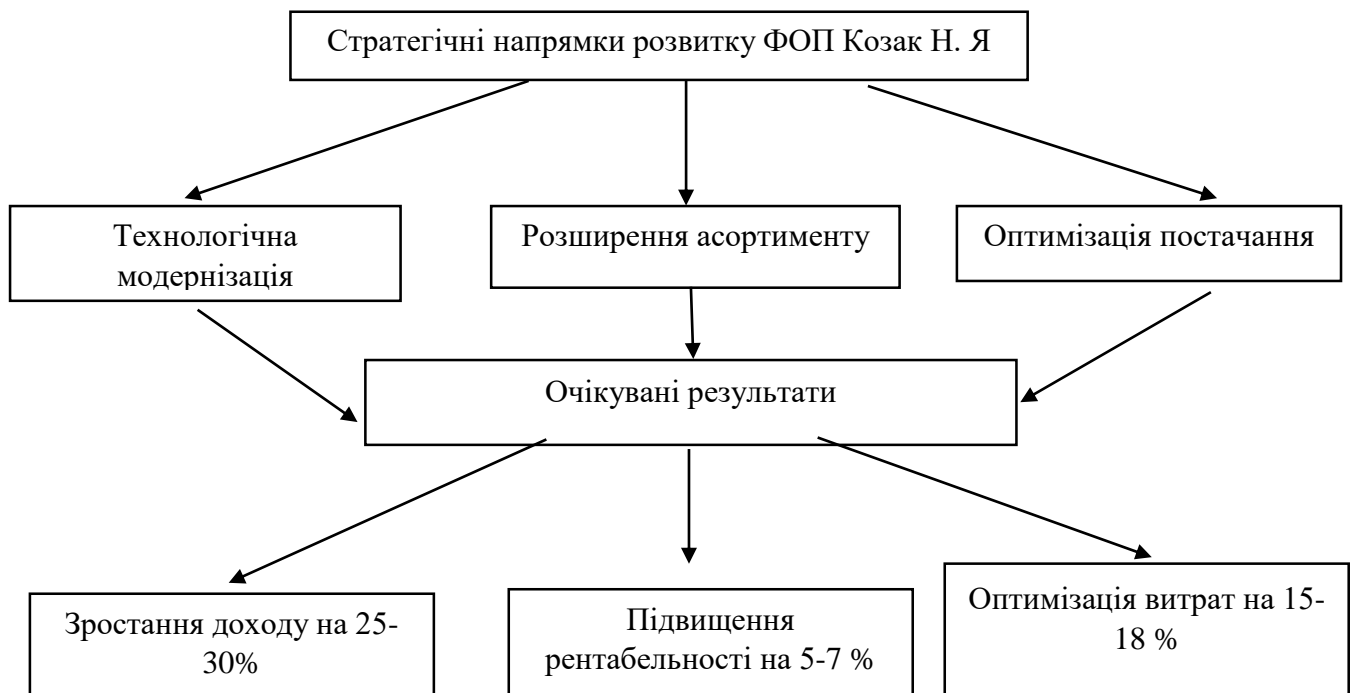 Стратегічні напрямки розвитку ФОП Козак Н. Я
Технологічна
модернізація
Розширення асортименту
Оптимізація постачання
Очікувані результати
Зростання доходу на 25-
30%
Підвищення
рентабельності на 5-7 %
Оптимізація витрат на 15-
18 %